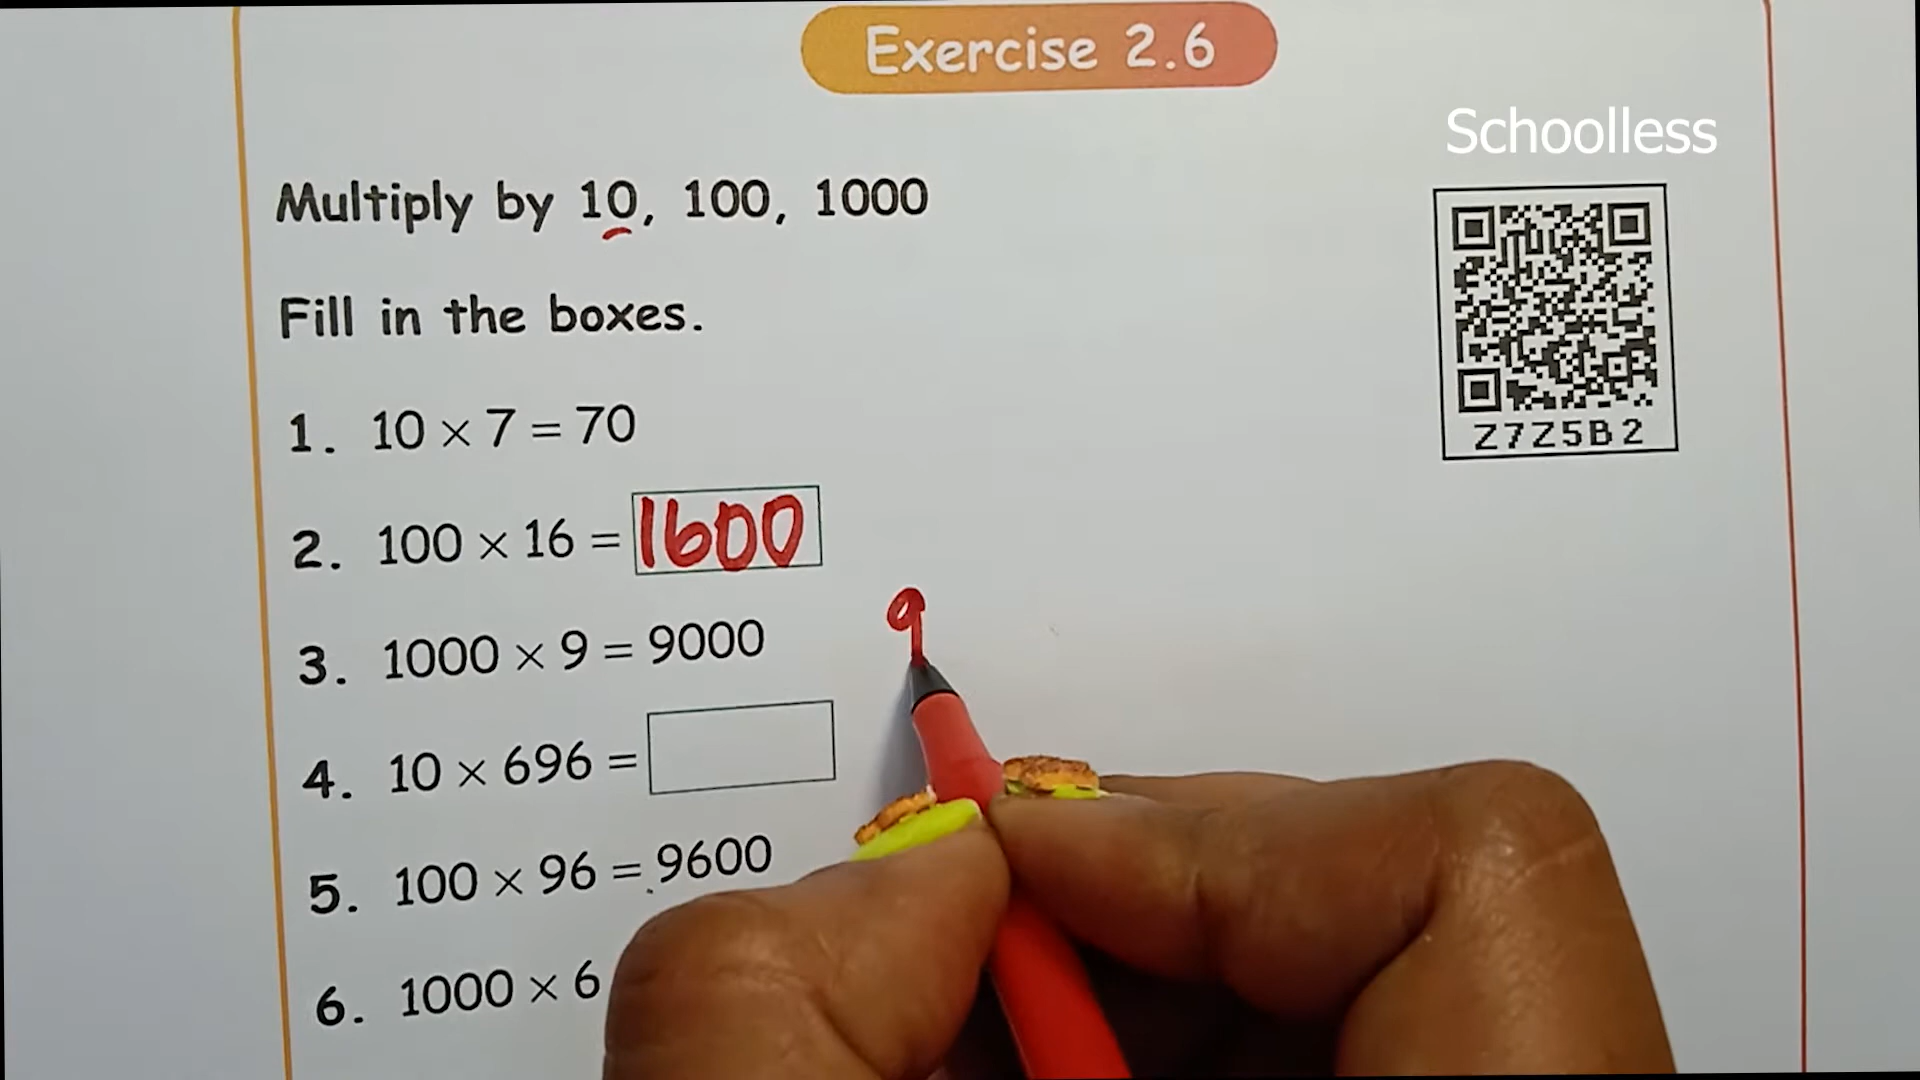 Exercise 2.6
Schoolless
Multiply by 10, 100, 1000
Z7Z5B2
Fill in the boxes.
1. 10 × 7 = 70
2. 100 × 16 = 1600
3. 1000 × 9 = 9000
9
4. 10 × 696 =
5. 100 × 96 = 9600
6. 1000 × 6